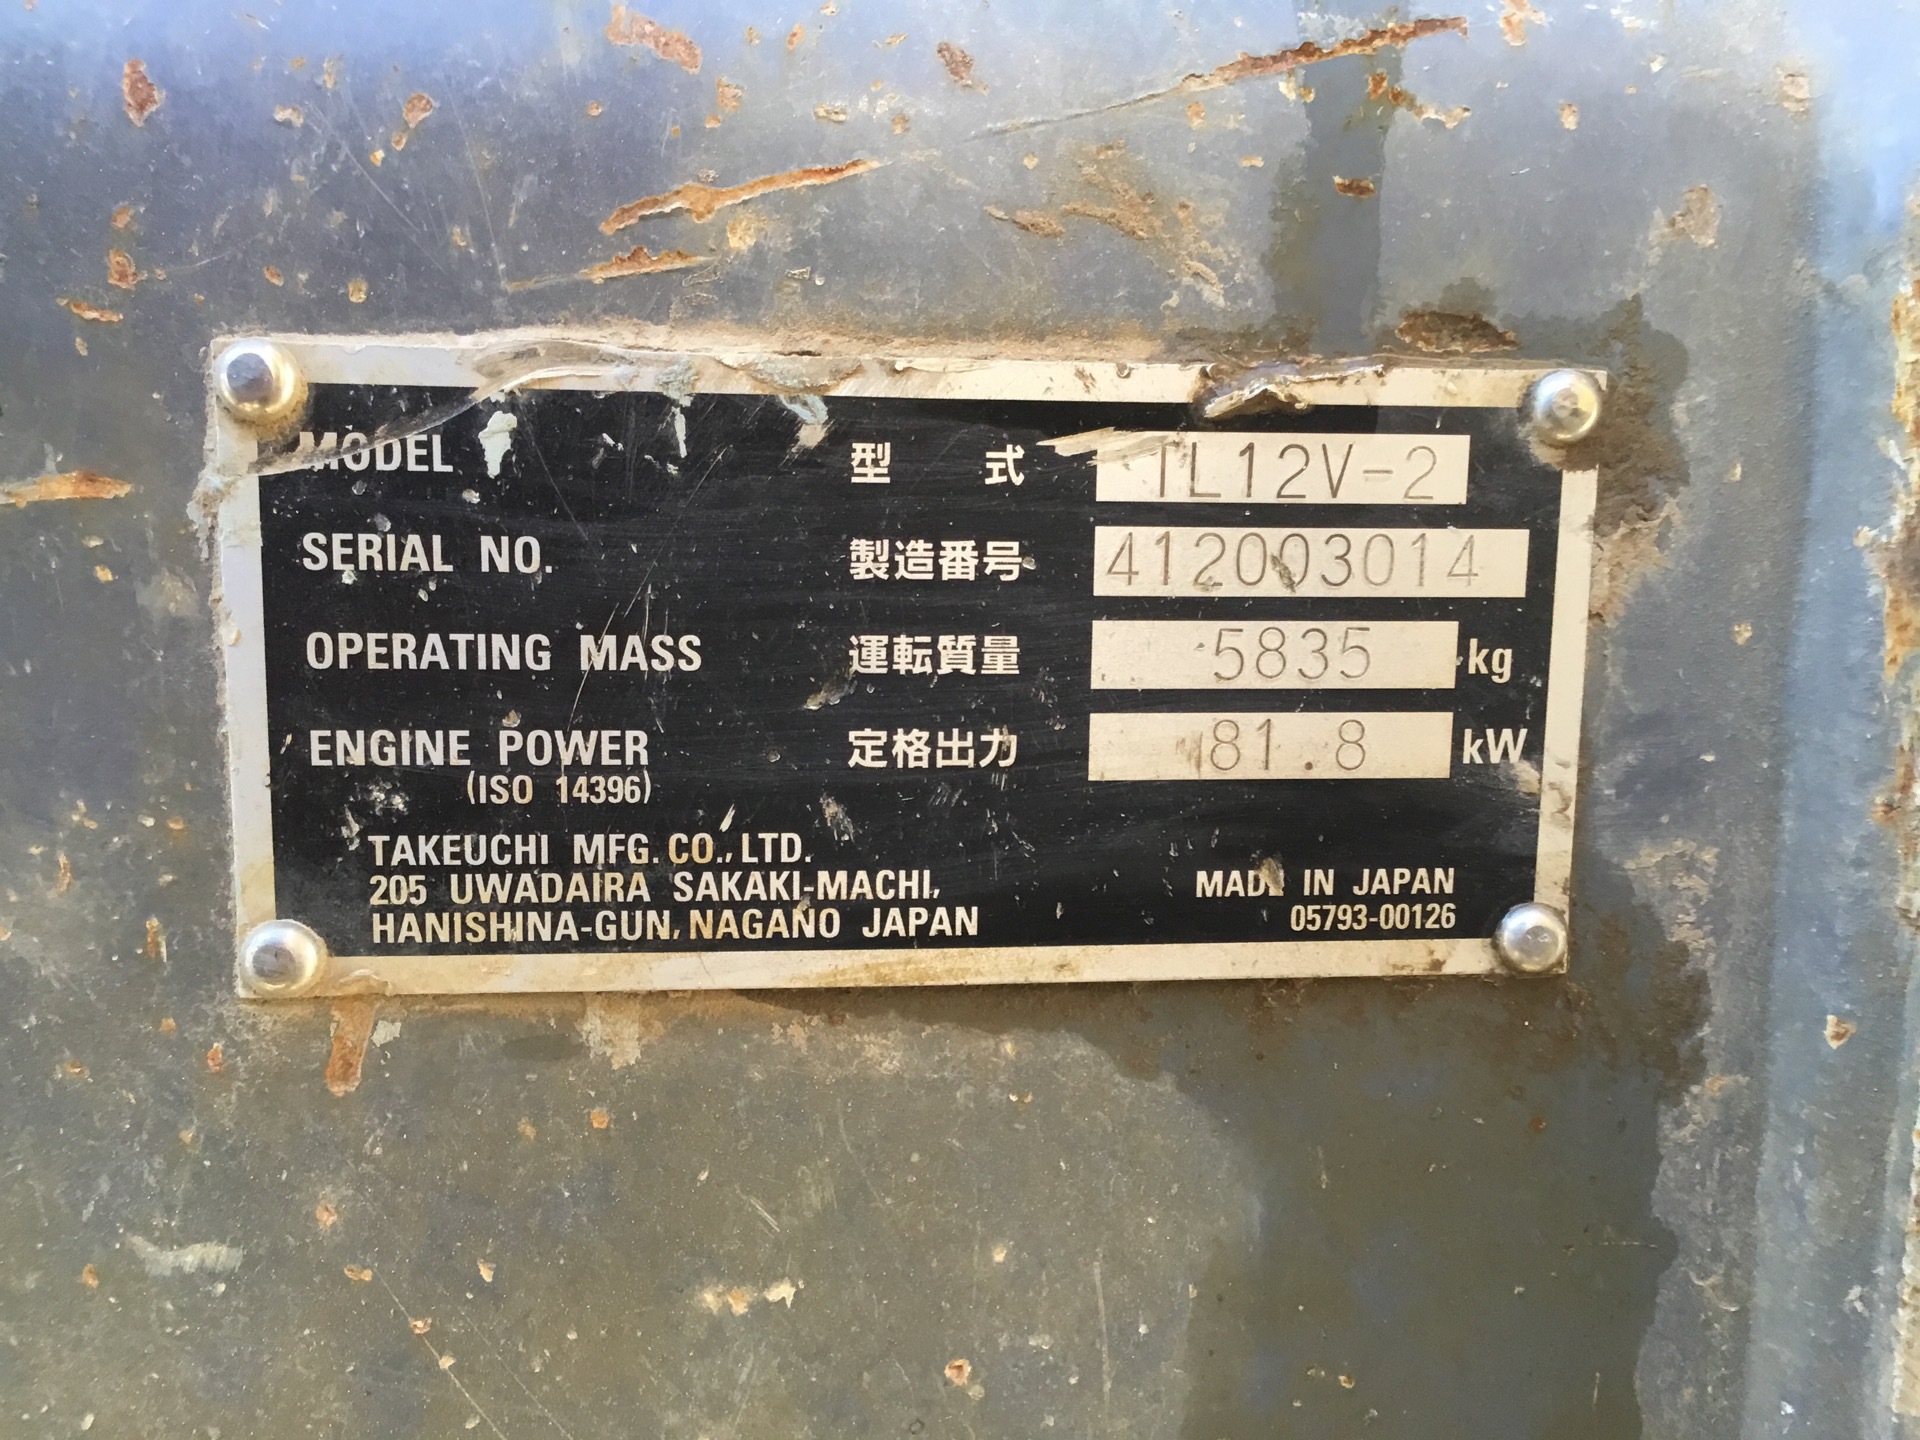 MODEL 型 式 TL12V-2
SERIAL NO. 製造番号 412003014
OPERATING MASS 運転質量 5835 kg
ENGINE POWER 定格出力 81.8 kW
(ISO 14396)
TAKEUCHI MFG. CO., LTD.
205 UWADAIRA SAKAKI-MACHI,
HANISHINA-GUN, NAGANO JAPAN
MADE IN JAPAN
05793-00126